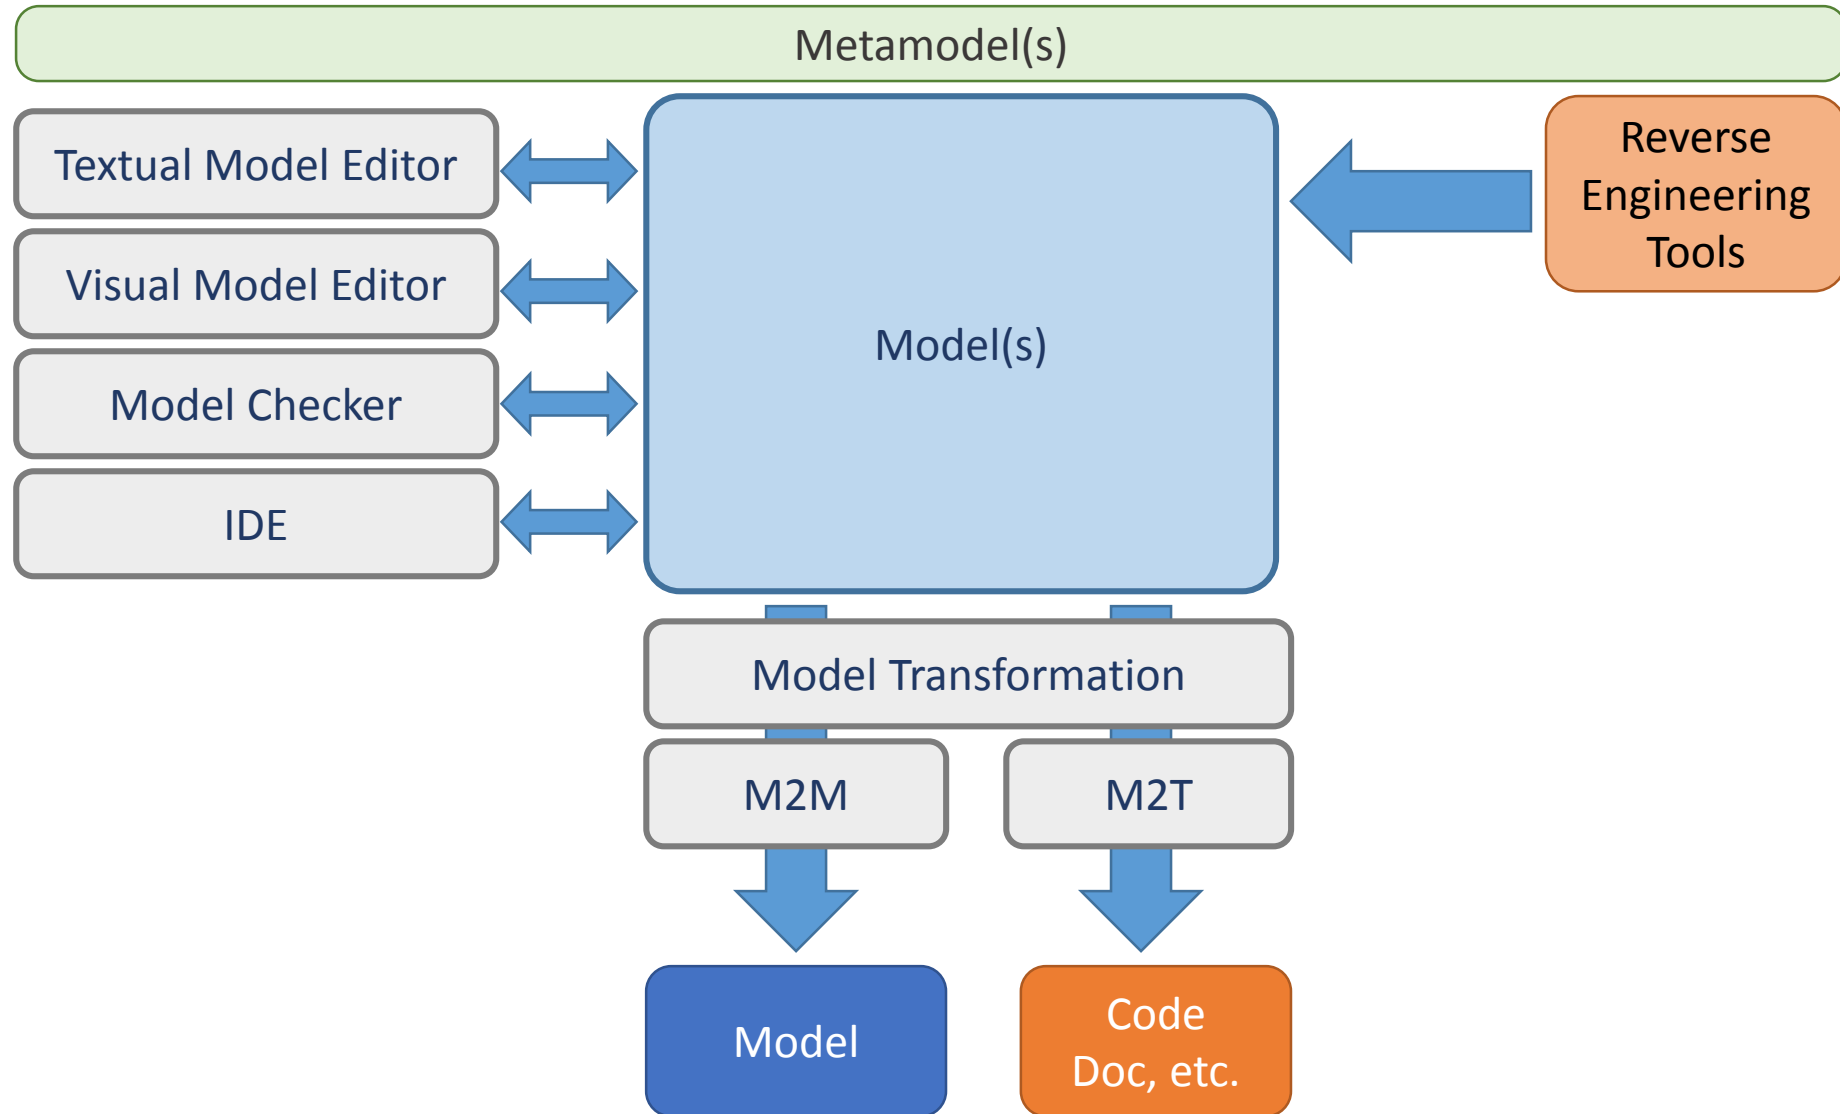 Metamodel(s)
Textual Model Editor
Visual Model Editor
Model Checker
IDE
Model(s)
Reverse
Engineering
Tools
Model Transformation
M2M
M2T
Model
Code
Doc, etc.